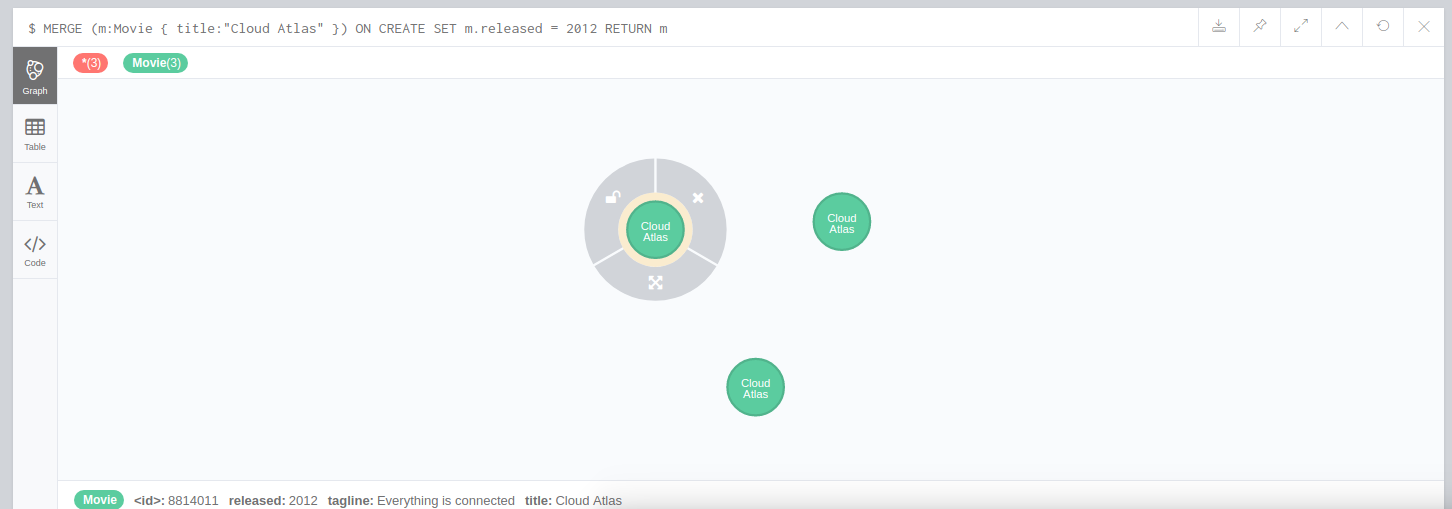 $ MERGE (m:Movie { title:"Cloud Atlas" }) ON CREATE SET m.released = 2012 RETURN m
*(3) Movie(3)
Graph
Table
A
Text
</>
Code
Cloud
Atlas
Cloud
Atlas
Cloud
Atlas
Movie <id>: 8814011 released: 2012 tagline: Everything is connected title: Cloud Atlas